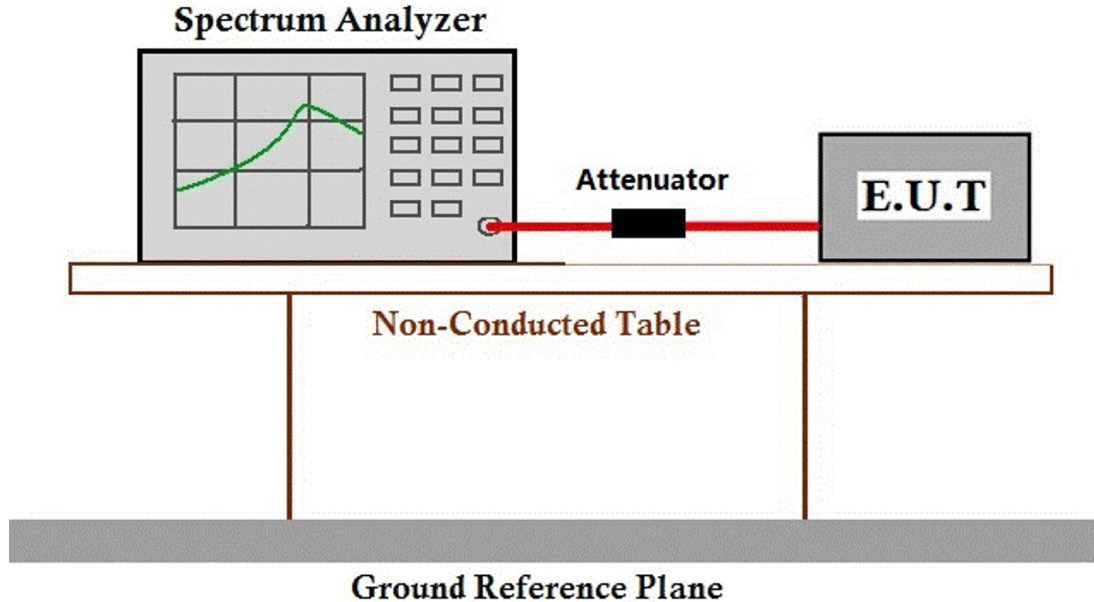 Spectrum Analyzer
Attenuator
E.U.T
Non-Conducted Table
Ground Reference Plane